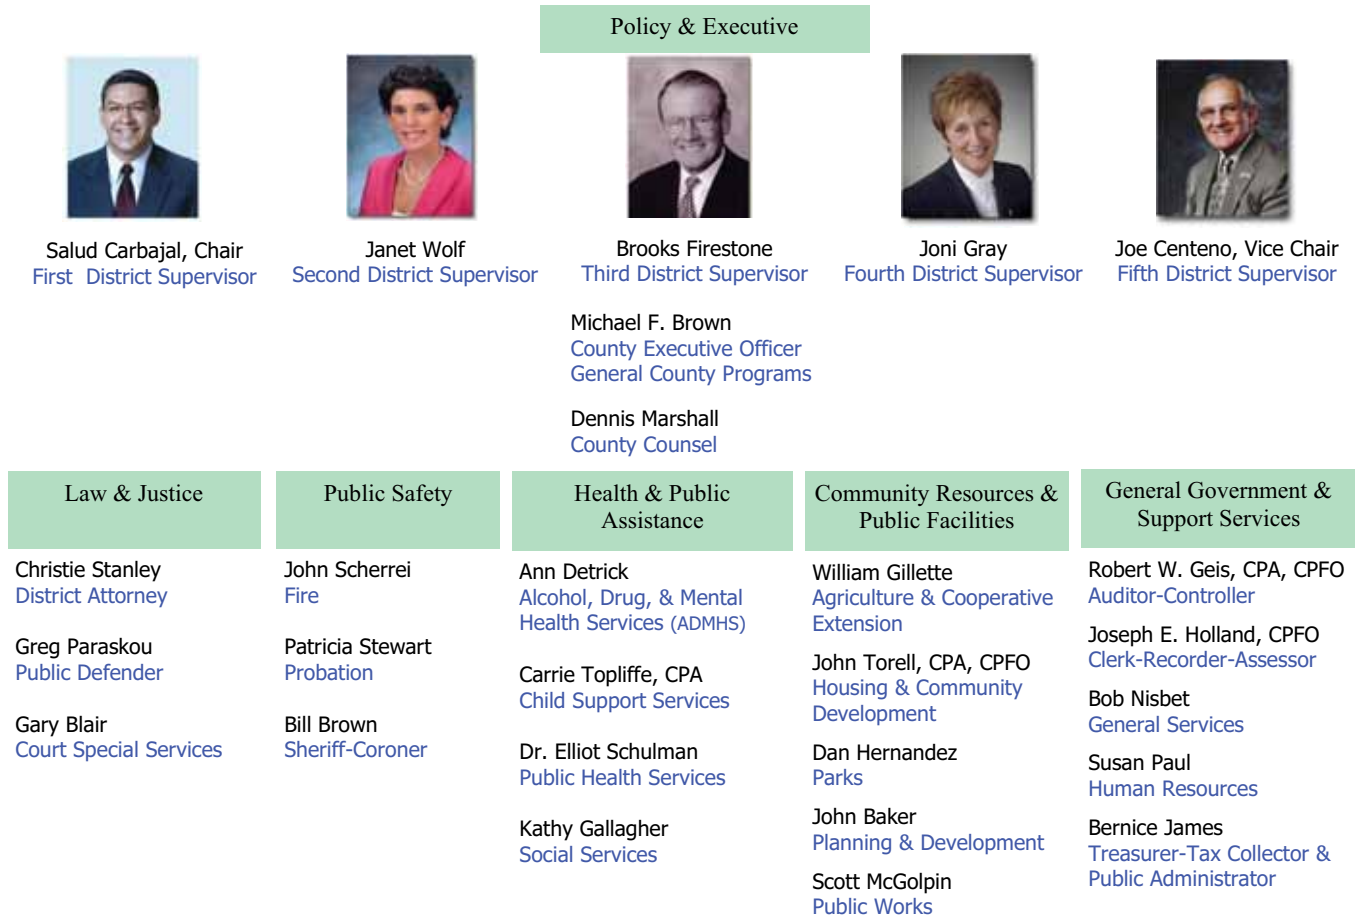 Policy & Executive
Salud Carbajal, Chair
First District Supervisor
Janet Wolf
Second District Supervisor
Brooks Firestone
Third District Supervisor
Joni Gray
Fourth District Supervisor
Joe Centeno, Vice Chair
Fifth District Supervisor
Michael F. Brown
County Executive Officer
General County Programs
Dennis Marshall
County Counsel
Law & Justice
Christie Stanley
District Attorney
Greg Paraskou
Public Defender
Gary Blair
Court Special Services
Public Safety
John Scherrei
Fire
Patricia Stewart
Probation
Bill Brown
Sheriff-Coroner
Health & Public
Assistance
Ann Detrick
Alcohol, Drug, & Mental
Health Services (ADMHS)
Carrie Topliffe, CPA
Child Support Services
Dr. Elliot Schulman
Public Health Services
Kathy Gallagher
Social Services
Community Resources &
Public Facilities
William Gillette
Agriculture & Cooperative
Extension
John Torell, CPA, CPFO
Housing & Community
Development
Dan Hernandez
Parks
John Baker
Planning & Development
Scott McGolpin
Public Works
General Government &
Support Services
Robert W. Geis, CPA, CPFO
Auditor-Controller
Joseph E. Holland, CPFO
Clerk-Recorder-Assessor
Bob Nisbet
General Services
Susan Paul
Human Resources
Bernice James
Treasurer-Tax Collector &
Public Administrator